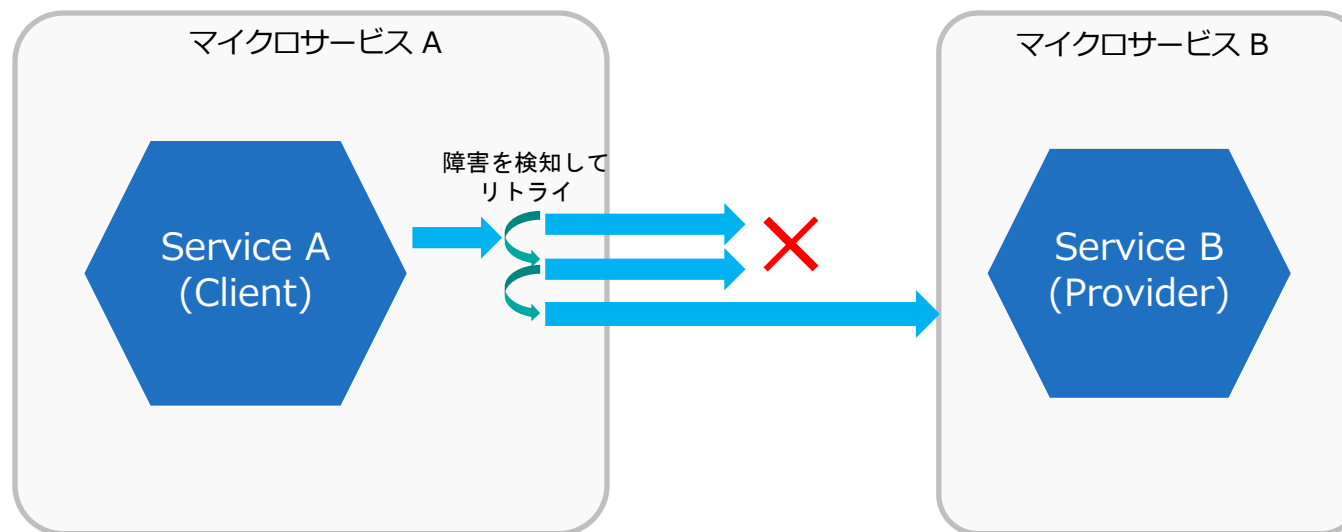 マイクロサービス A
マイクロサービス B
障害を検知して
リトライ
Service A
(Client)
Service B
(Provider)